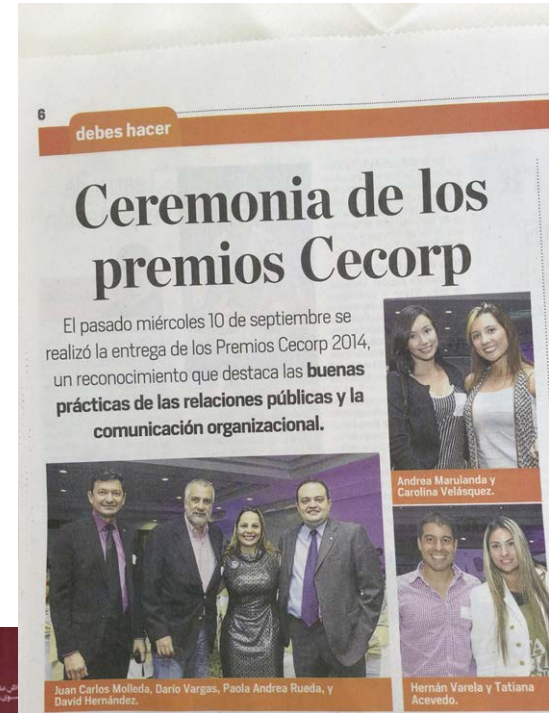 6
debes hacer
Ceremonia de los
premios Cecorp
El pasado miércoles 10 de septiembre se
realizó la entrega de los Premios Cecorp 2014,
un reconocimiento que destaca las buenas
prácticas de las relaciones públicas y la
comunicación organizacional.
Andrea Marulanda y
Carolina Velásquez.
Juan Carlos Molleda, Darío Vargas, Paola Andrea Rueda, y
David Hernández.
Hernán Varela y Tatiana
Acevedo.